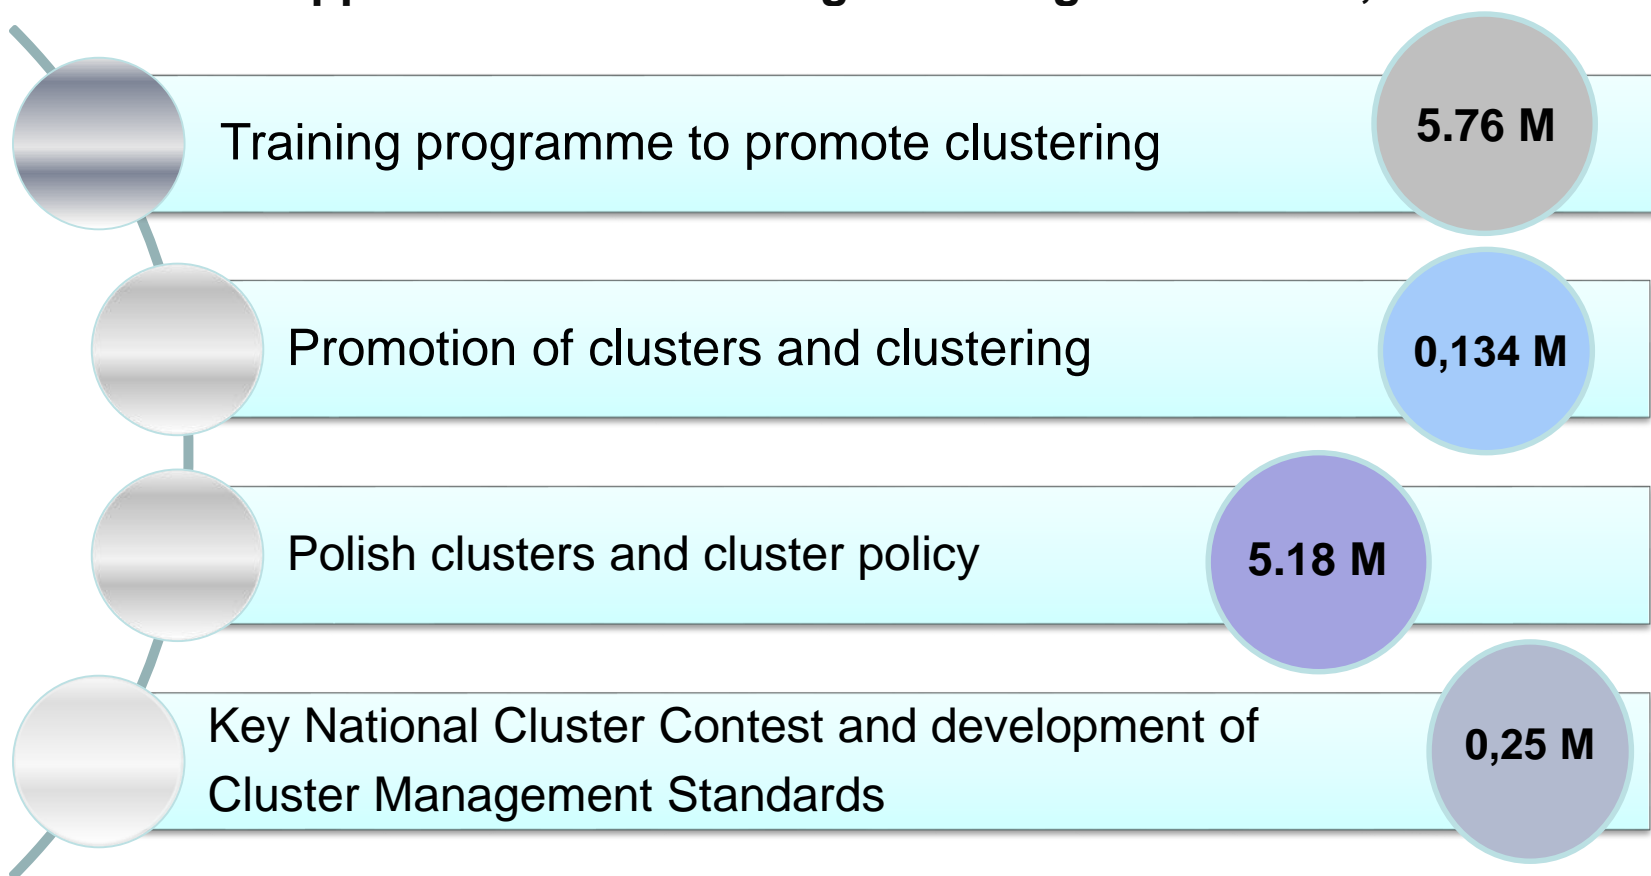 Training programme to promote clustering
5.76 M
Promotion of clusters and clustering
0,134 M
Polish clusters and cluster policy
5.18 M
Key National Cluster Contest and development of
Cluster Management Standards
0,25 M